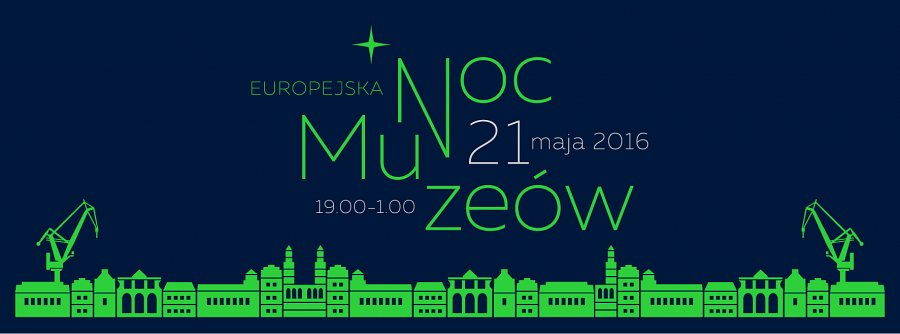 EUROPEJSKA
Noc
Mu
21 maja 2016
19.00-1.00
zeów